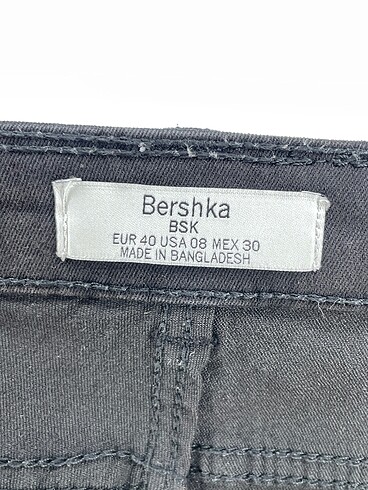 Bershka
BSK
EUR 40 USA 08 MEX 30
MADE IN BANGLADESH